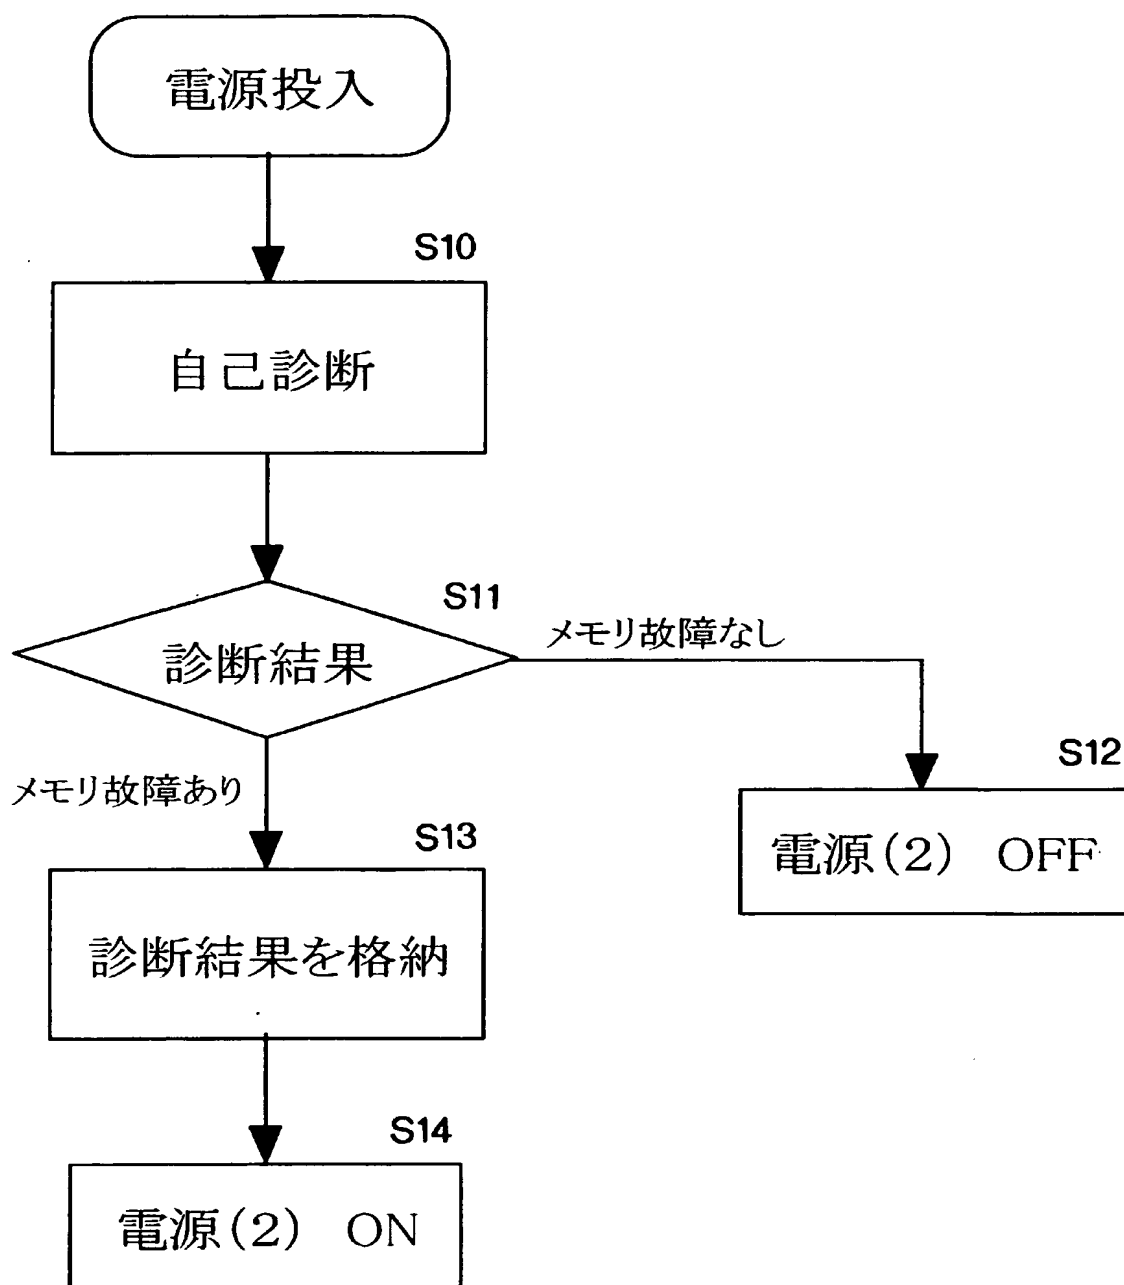 電源投入
S10
自己診断
S11
診断結果
メモリ故障なし
S12
電源(2) OFF
メモリ故障あり
S13
診断結果を格納
S14
電源(2) ON